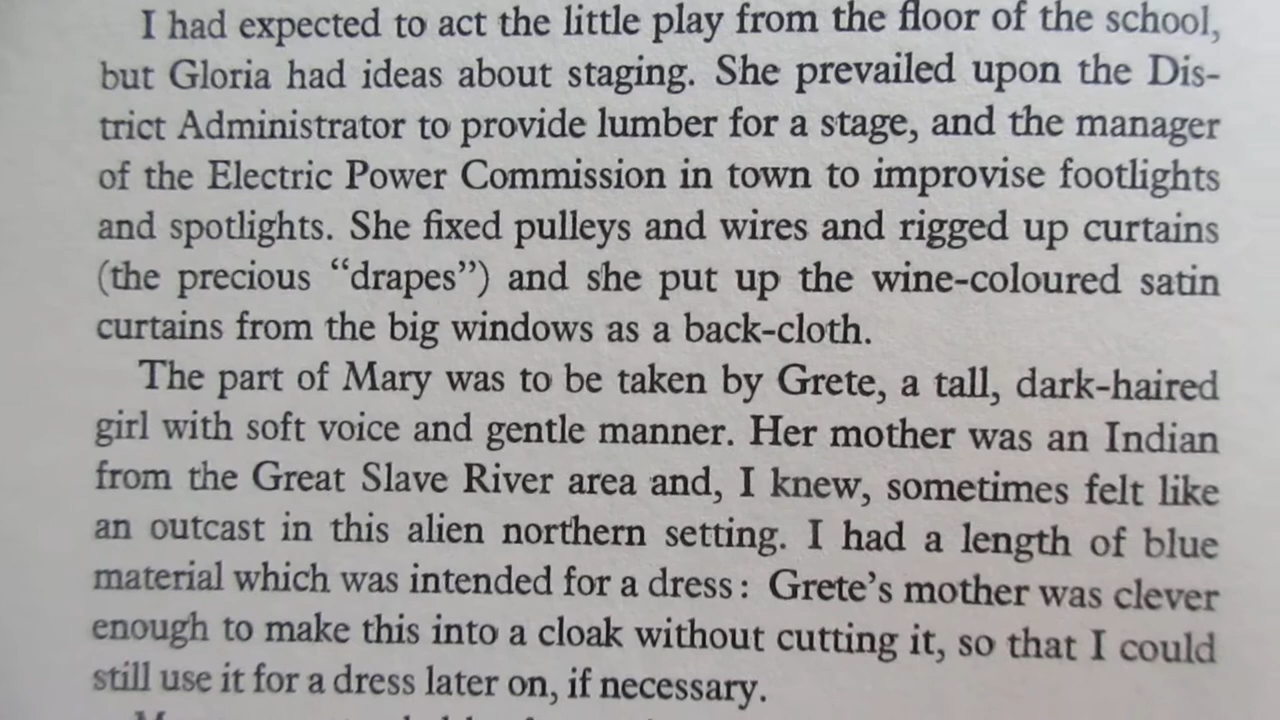 I had expected to act the little play from the floor of the school,
but Gloria had ideas about staging. She prevailed upon the Dis-
trict Administrator to provide lumber for a stage, and the manager
of the Electric Power Commission in town to improvise footlights
and spotlights. She fixed pulleys and wires and rigged up curtains
(the precious “drapes”) and she put up the wine-coloured satin
curtains from the big windows as a back-cloth.
The part of Mary was to be taken by Grete, a tall, dark-haired
girl with soft voice and gentle manner. Her mother was an Indian
from the Great Slave River area and, I knew, sometimes felt like
an outcast in this alien northern setting. I had a length of blue
material which was intended for a dress: Grete’s mother was clever
enough to make this into a cloak without cutting it, so that I could
still use it for a dress later on, if necessary.